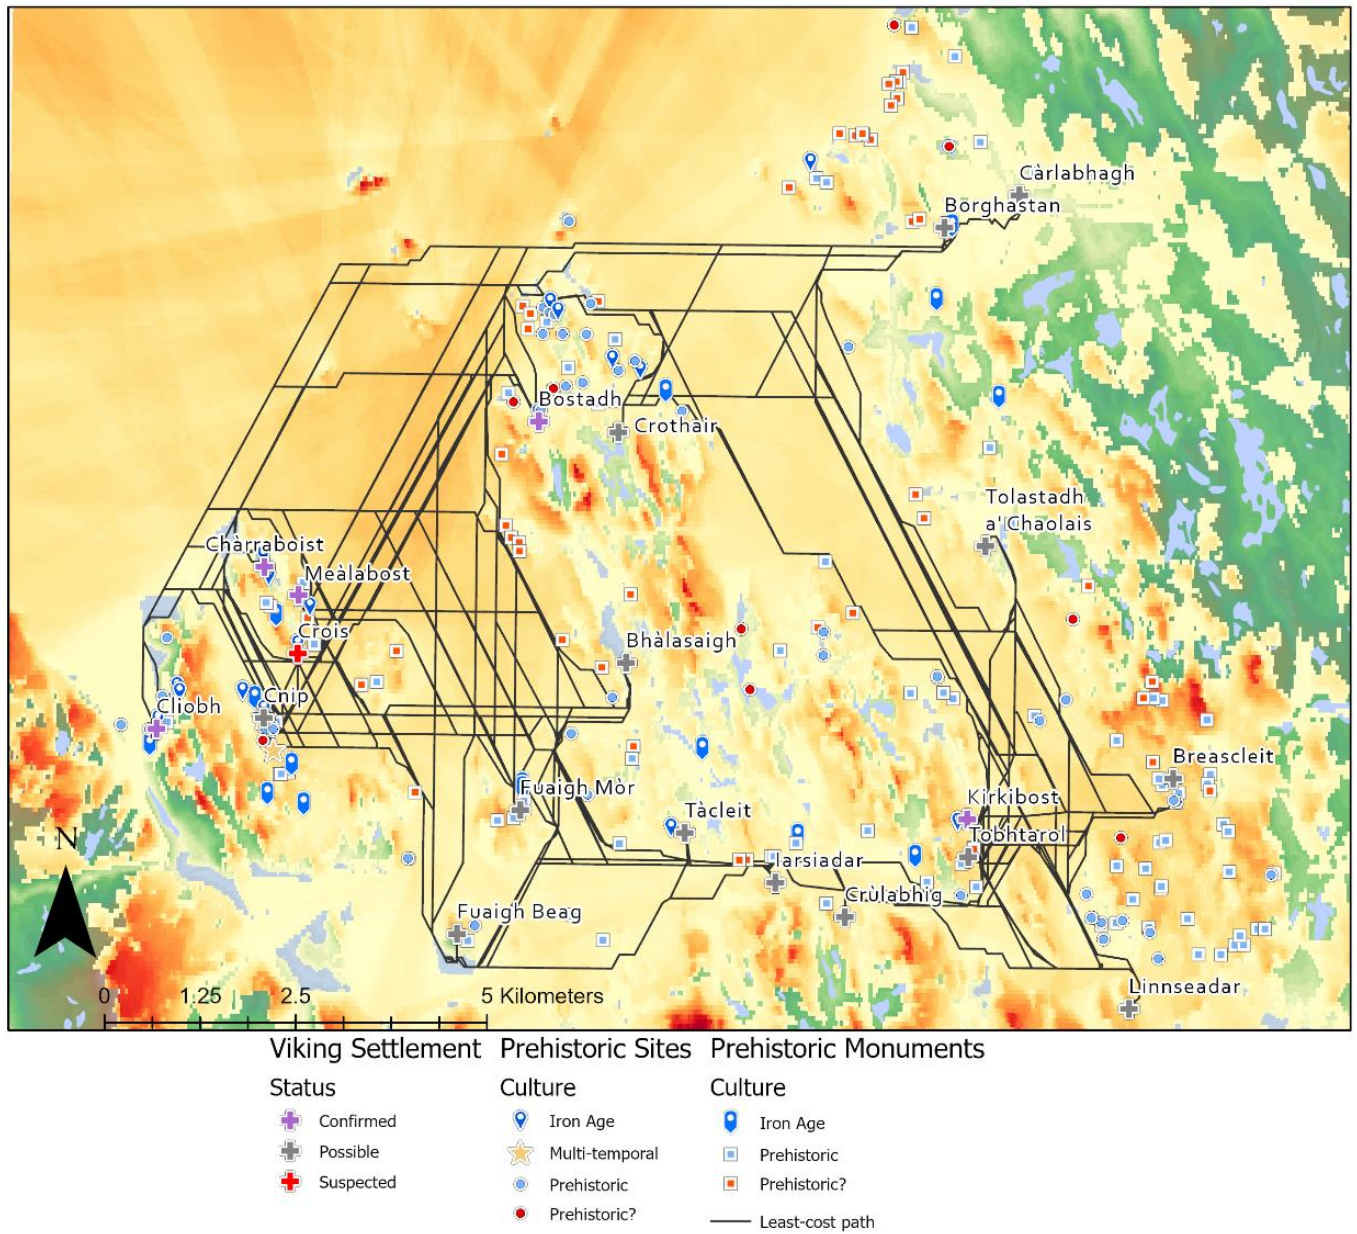 Càrlabhagh
Borghastan
Bostadh
Crothair
Tolastadh
a' Chaolais
Chàrraboist
Meàlabost
Crois
Bhàlasaigh
Cnip
Cliobh
Breascleit
Fuaigh Mòr
Kirkibost
Tàcleit
Tobhtarol
N
Iarsiadar
Crùlabhig
Fuaigh Beag
Linnseadar
0 1.25 2.5 5 Kilometers
Viking Settlement Prehistoric Sites Prehistoric Monuments
Status Culture Culture
Confirmed Iron Age Iron Age
Possible Multi-temporal Prehistoric
Suspected Prehistoric Prehistoric?
Prehistoric? Least-cost path